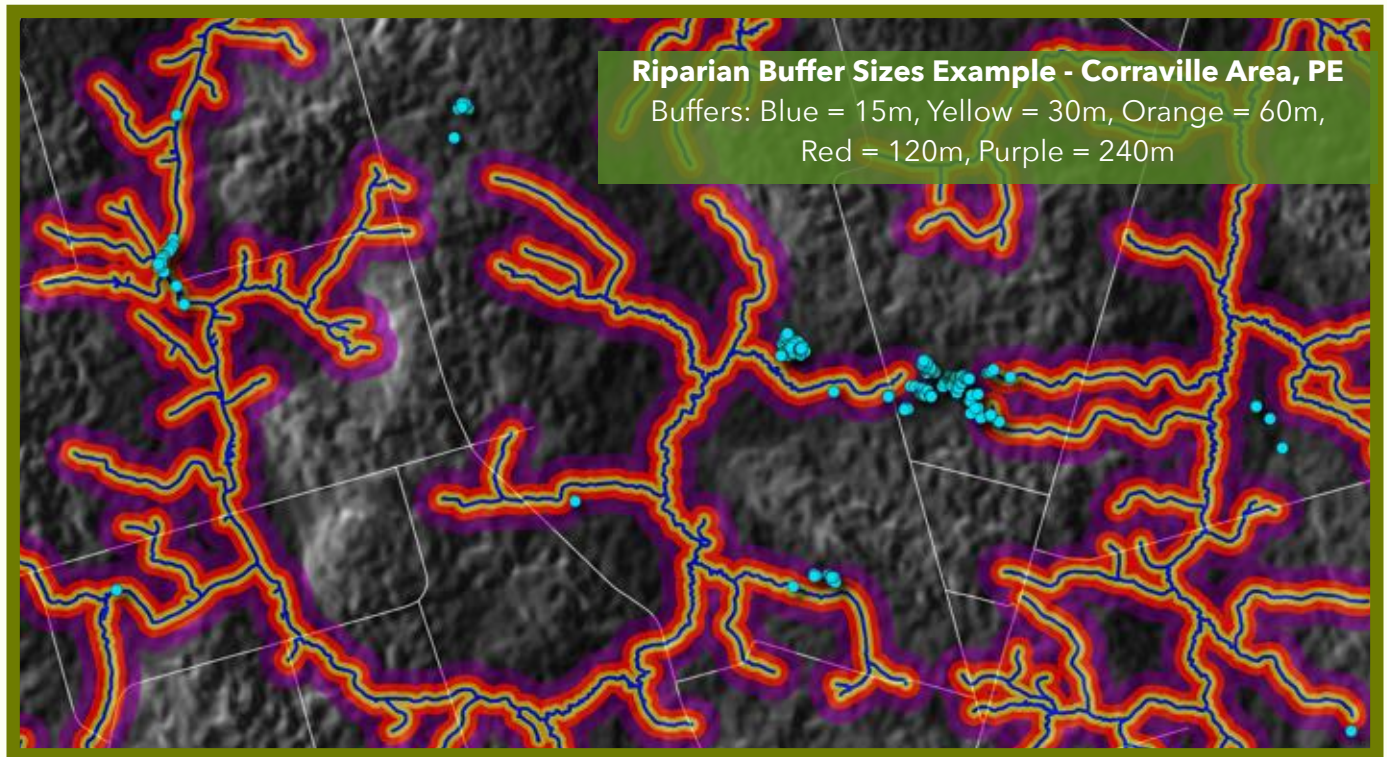 Riparian Buffer Sizes Example - Corraville Area, PE
Buffers: Blue = 15m, Yellow = 30m, Orange = 60m,
Red = 120m, Purple = 240m